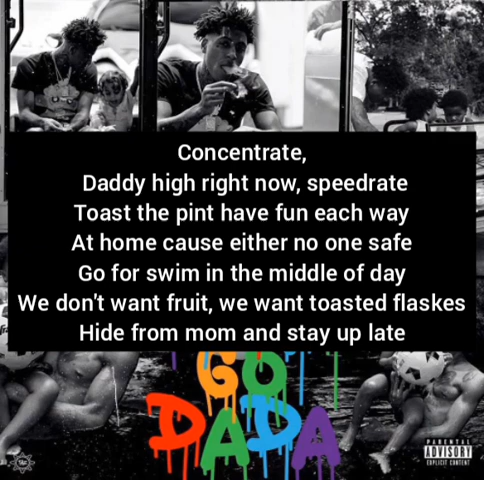 Concentrate,
Daddy high right now, speedrate
Toast the pint have fun each way
At home cause either no one safe
Go for swim in the middle of day
We don't want fruit, we want toasted flaskes
Hide from mom and stay up late
GO
DADA
PARENTAL
ADVISORY
EXPLICIT CONTENT